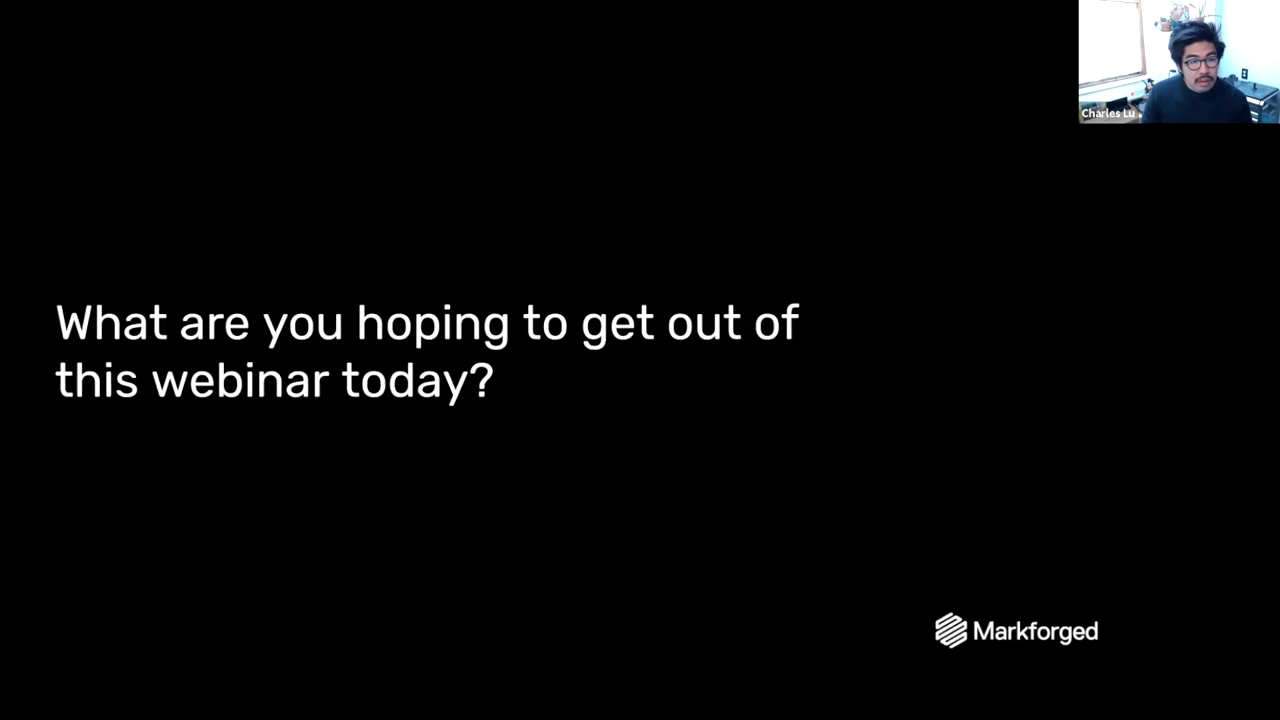 Charles Lu
What are you hoping to get out of
this webinar today?
Markforged